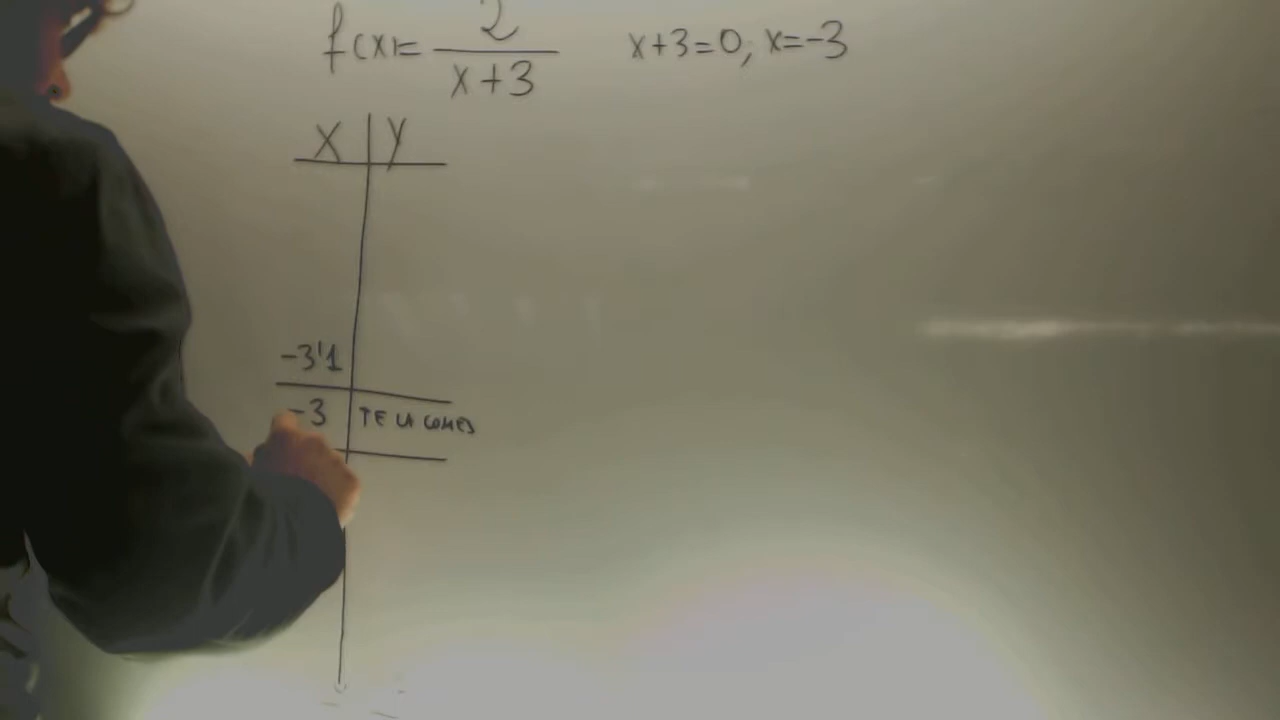 f(x)= 2/(x+3) x+3=0, x=-3
x y
-3'1
-3 TE LA COMES